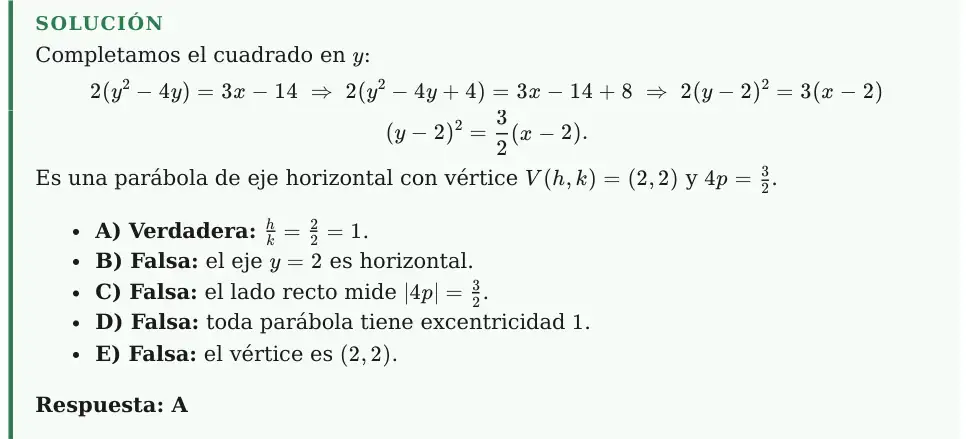 SOLUCIÓN
Completamos el cuadrado en y:
2(y² − 4y) = 3x − 14 ⇒ 2(y² − 4y + 4) = 3x − 14 + 8 ⇒ 2(y − 2)² = 3(x − 2)
(y − 2)² = 3/2 (x − 2).
Es una parábola de eje horizontal con vértice V(h, k) = (2, 2) y 4p = 3/2.
• A) Verdadera: h/k = 2/2 = 1.
• B) Falsa: el eje y = 2 es horizontal.
• C) Falsa: el lado recto mide |4p| = 3/2.
• D) Falsa: toda parábola tiene excentricidad 1.
• E) Falsa: el vértice es (2, 2).
Respuesta: A